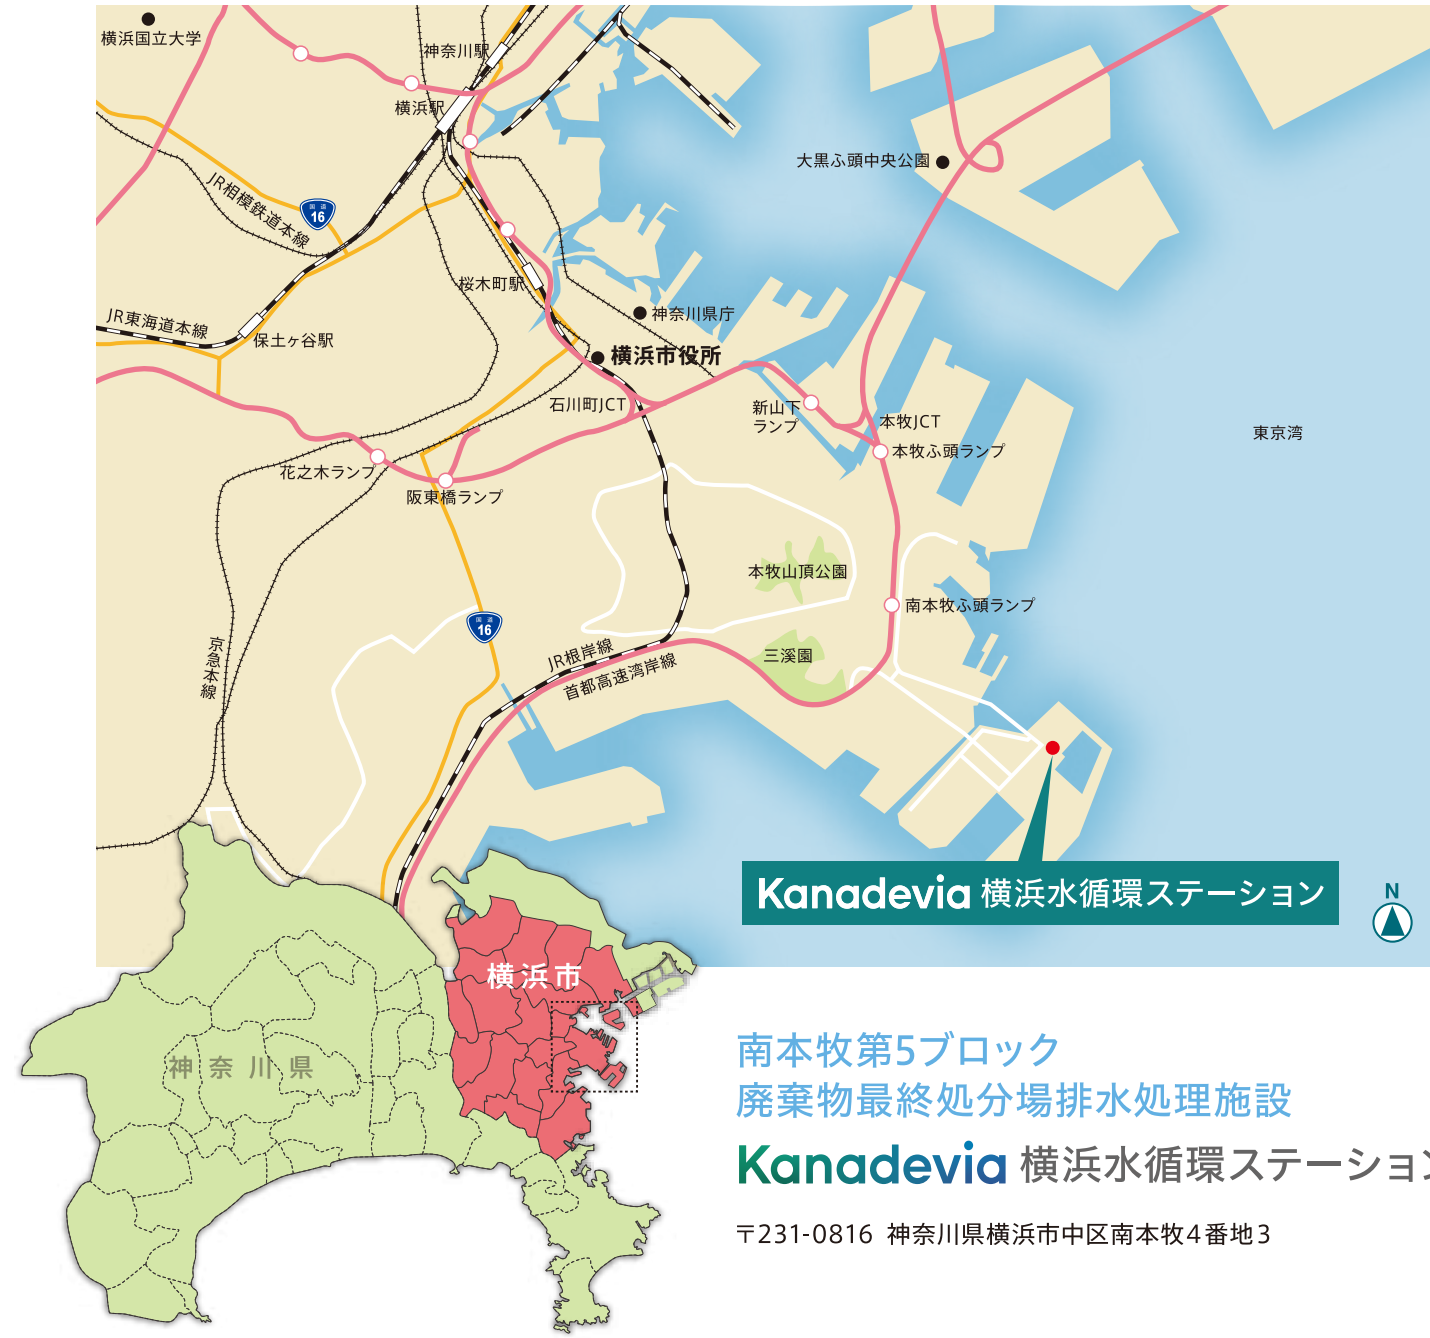 横浜国立大学
神奈川駅
横浜駅
大黒ふ頭中央公園
JR相模鉄道本線
国道
16
桜木町駅
神奈川県庁
JR東海道本線
保土ヶ谷駅
横浜市役所
石川町JCT
新山下
ランプ
本牧JCT
本牧ふ頭ランプ
東京湾
花之木ランプ
阪東橋ランプ
本牧山頂公園
南本牧ふ頭ランプ
国道
16
京急本線
JR根岸線
首都高速湾岸線
三溪園
Kanadevia 横浜水循環ステーション
N
横浜市
神奈川県
南本牧第5ブロック
廃棄物最終処分場排水処理施設
Kanadevia 横浜水循環ステーション
〒231-0816 神奈川県横浜市中区南本牧4番地3